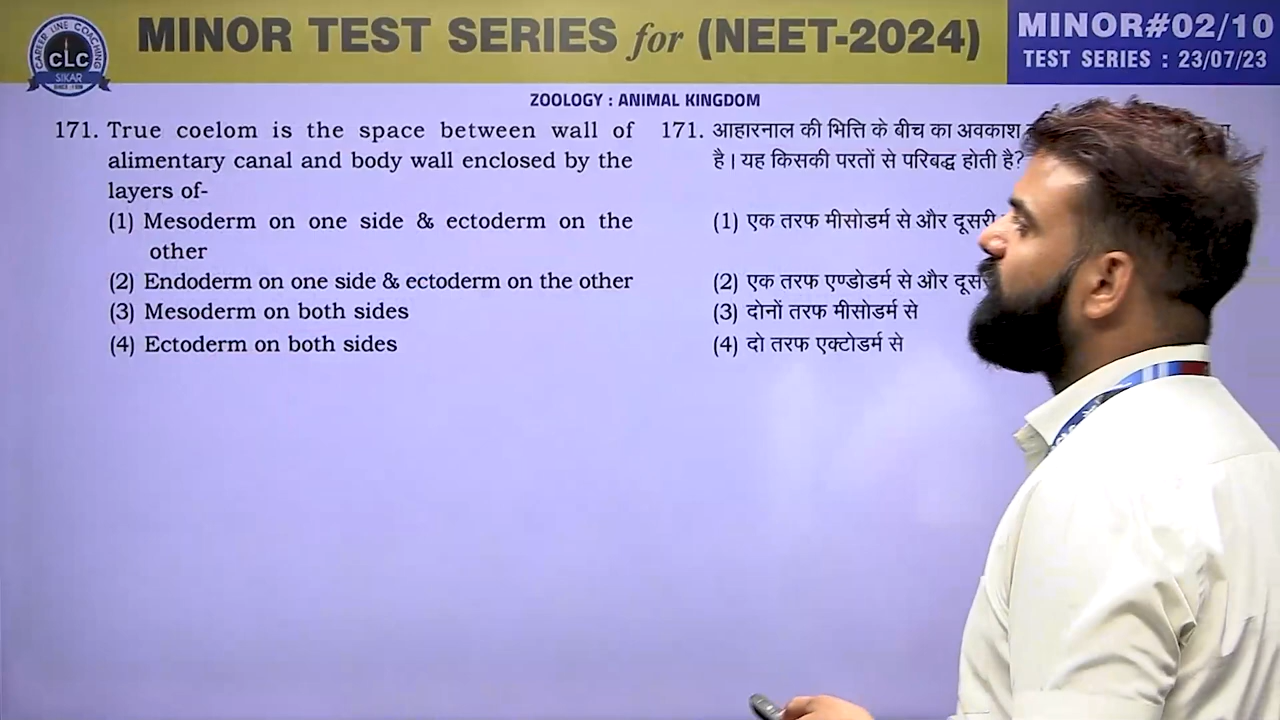 MINOR TEST SERIES for (NEET-2024)
MINOR#02/10
TEST SERIES : 23/07/23
CAREER LINE COACHING
CLC
SIKAR
ZOOLOGY : ANIMAL KINGDOM
171. True coelom is the space between wall of
alimentary canal and body wall enclosed by the
layers of-
(1) Mesoderm on one side & ectoderm on the
other
(2) Endoderm on one side & ectoderm on the other
(3) Mesoderm on both sides
(4) Ectoderm on both sides
171. आहारनाल की भित्ति के बीच का अवकाश
है। यह किसकी परतों से परिबद्ध होती है?
(1) एक तरफ मीसोडर्म से और दूसरी
(2) एक तरफ एण्डोडर्म से और
(3) दोनों तरफ मीसोडर्म से
(4) दो तरफ एक्टोडर्म से